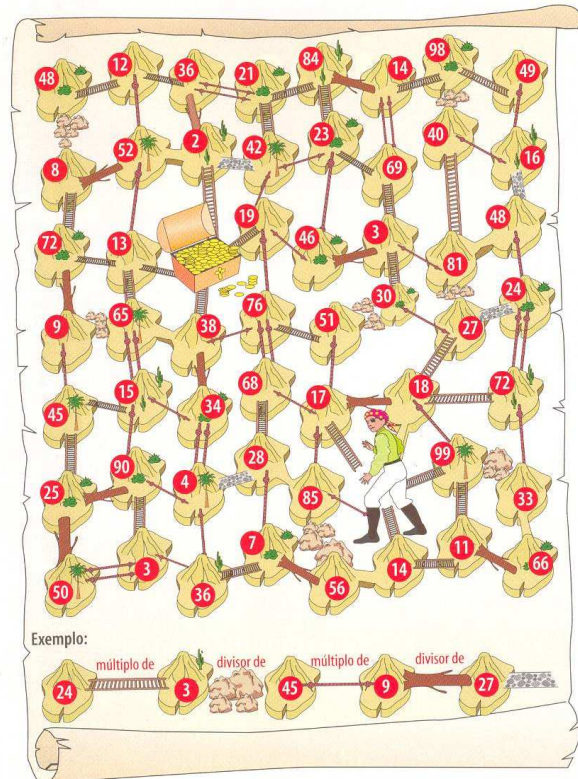 48 12 36 21 84 14 98 49
8 52 2 42 23 69 40 16
72 13 19 46 3 81 48
9 65 38 76 51 30 27 24
45 15 34 68 17 18 72
25 90 4 28 85 99 33
50 3 36 7 56 14 11 66
Exemplo:
múltiplo de divisor de múltiplo de divisor de
24 3 45 9 27